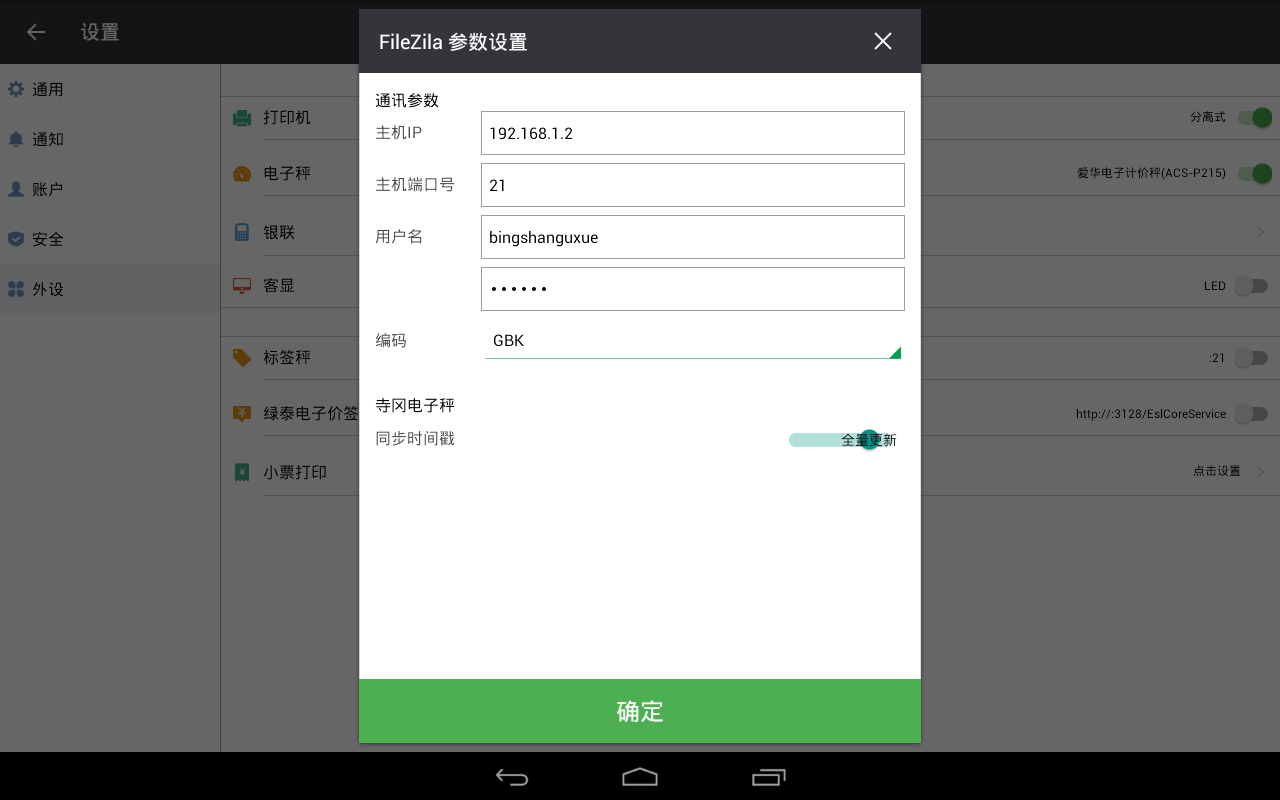 设置
FileZila 参数设置
通用
通知
账户
安全
外设
打印机
分离式
电子秤
爱华电子计价秤(ACS-P215)
银联
客显
LED
标签秤
:21
绿泰电子价签
http://:3128/EslCoreService
小票打印
点击设置
通讯参数
主机IP
192.168.1.2
主机端口号
21
用户名
bingshanguxue
••••••
编码
GBK
寺冈电子秤
同步时间戳
全量更新
确定